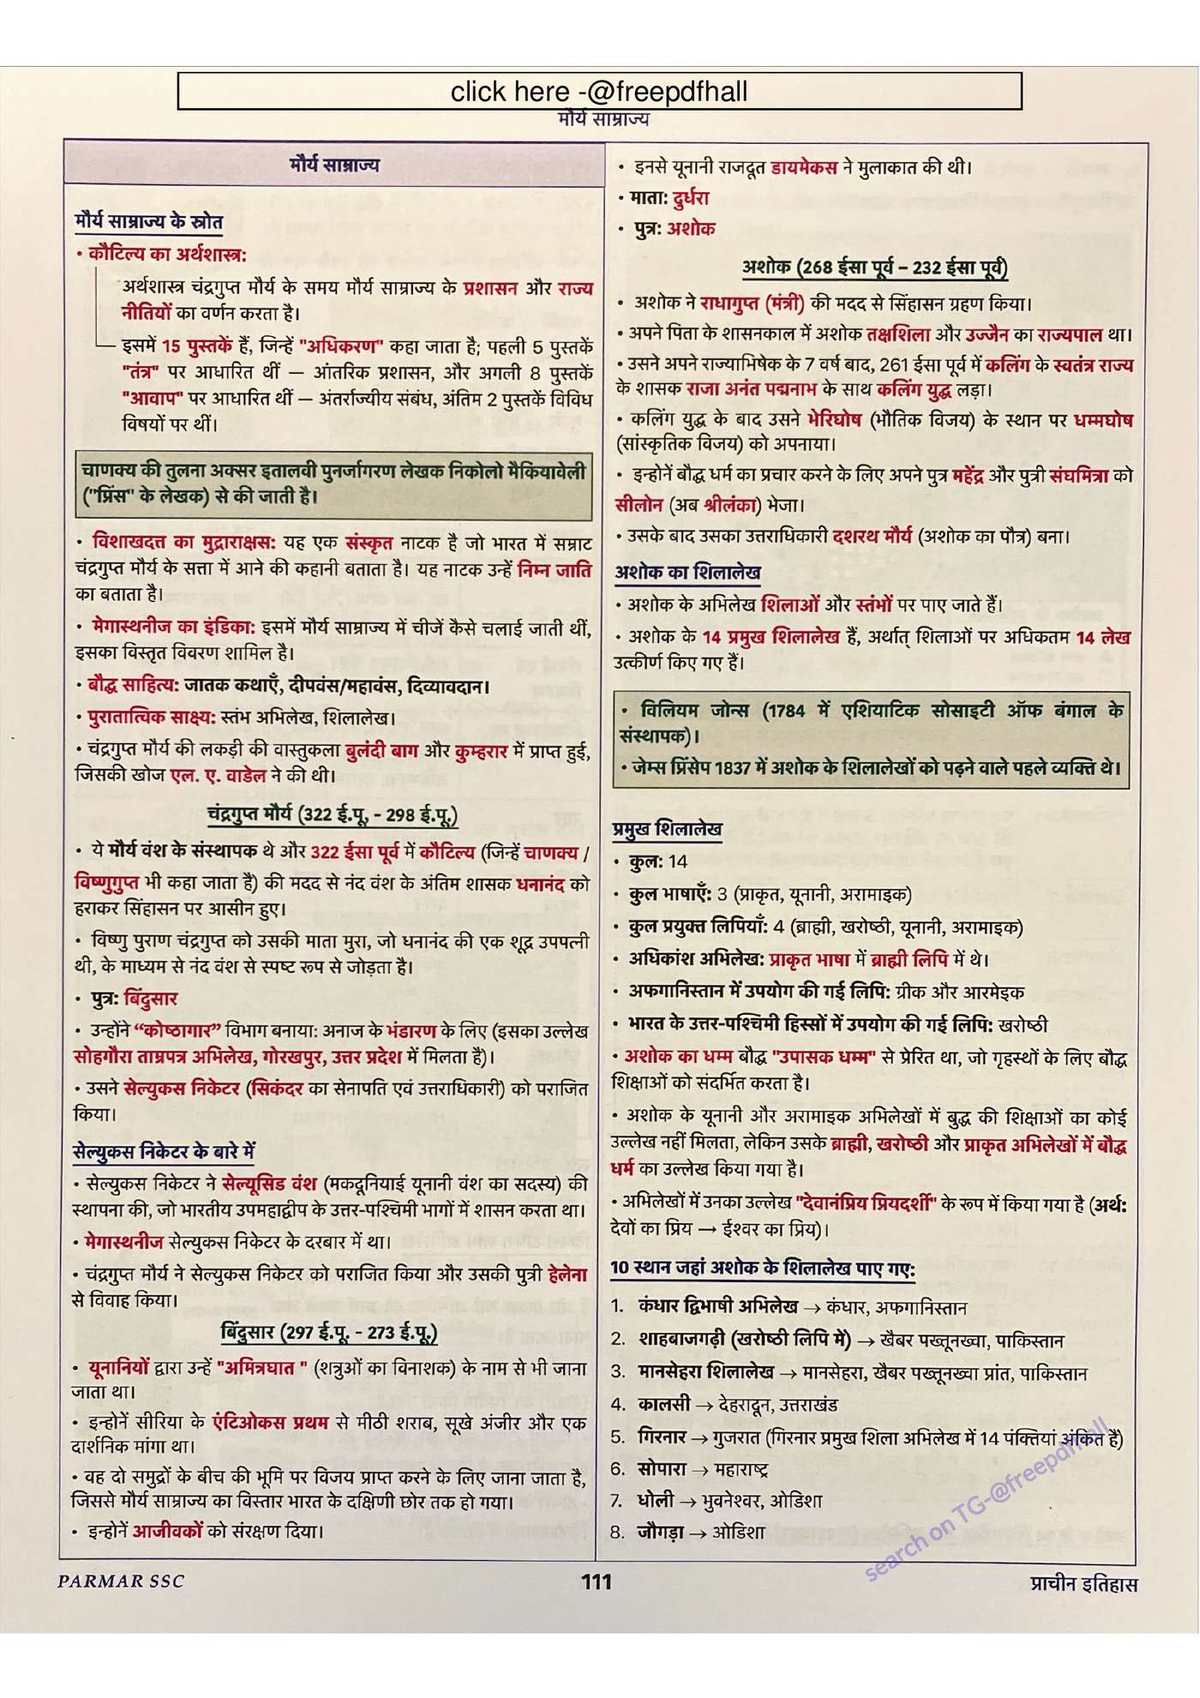 click here -@freepdfhall
मौर्य साम्राज्य
मौर्य साम्राज्य
मौर्य साम्राज्य के स्रोत
• कौटिल्य का अर्थशास्त्र:
अर्थशास्त्र चंद्रगुप्त मौर्य के समय मौर्य साम्राज्य के प्रशासन और राज्य
नीतियों का वर्णन करता है।
इसमें 15 पुस्तकें हैं, जिन्हें "अधिकरण" कहा जाता है; पहली 5 पुस्तकें
"तंत्र" पर आधारित थीं — आंतरिक प्रशासन, और अगली 8 पुस्तकें
"आवाप" पर आधारित थीं — अंतर्राज्यीय संबंध, अंतिम 2 पुस्तकें विविध
विषयों पर थीं।
चाणक्य की तुलना अक्सर इतालवी पुनर्जागरण लेखक निकोलो मैकियावेली
("प्रिंस" के लेखक) से की जाती है।
• विशाखदत्त का मुद्राराक्षस: यह एक संस्कृत नाटक है जो भारत में सम्राट
चंद्रगुप्त मौर्य के सत्ता में आने की कहानी बताता है। यह नाटक उन्हें निम्न जाति
का बताता है।
• मेगास्थनीज का इंडिका: इसमें मौर्य साम्राज्य में चीजें कैसे चलाई जाती थीं,
इसका विस्तृत विवरण शामिल है।
• बौद्ध साहित्य: जातक कथाएँ, दीपवंस/महावंस, दिव्यावदान।
• पुरातात्विक साक्ष्य: स्तंभ अभिलेख, शिलालेख।
• चंद्रगुप्त मौर्य की लकड़ी की वास्तुकला बुलंदी बाग और कुम्हरार में प्राप्त हुई,
जिसकी खोज एल. ए. वाडेल ने की थी।
चंद्रगुप्त मौर्य (322 ई.पू. - 298 ई.पू.)
• ये मौर्य वंश के संस्थापक थे और 322 ईसा पूर्व में कौटिल्य (जिन्हें चाणक्य /
विष्णुगुप्त भी कहा जाता है) की मदद से नंद वंश के अंतिम शासक धनानंद को
हराकर सिंहासन पर आसीन हुए।
• विष्णु पुराण चंद्रगुप्त को उसकी माता मुरा, जो धनानंद की एक शूद्र उपपत्नी
थी, के माध्यम से नंद वंश से स्पष्ट रूप से जोड़ता है।
• पुत्र: बिंदुसार
• उन्होंने “कोष्ठागार” विभाग बनाया: अनाज के भंडारण के लिए (इसका उल्लेख
सोहगौरा ताम्रपत्र अभिलेख, गोरखपुर, उत्तर प्रदेश में मिलता है)।
• उसने सेल्युकस निकेटर (सिकंदर का सेनापति एवं उत्तराधिकारी) को पराजित
किया।
सेल्युकस निकेटर के बारे में
• सेल्युकस निकेटर ने सेल्यूसिड वंश (मकदूनियाई यूनानी वंश का सदस्य) की
स्थापना की, जो भारतीय उपमहाद्वीप के उत्तर-पश्चिमी भागों में शासन करता था।
• मेगास्थनीज सेल्युकस निकेटर के दरबार में था।
• चंद्रगुप्त मौर्य ने सेल्युकस निकेटर को पराजित किया और उसकी पुत्री हेलेना
से विवाह किया।
बिंदुसार (297 ई.पू. - 273 ई.पू.)
• यूनानियों द्वारा उन्हें "अमित्रघात " (शत्रुओं का विनाशक) के नाम से भी जाना
जाता था।
• इन्होनें सीरिया के एंटिओकस प्रथम से मीठी शराब, सूखे अंजीर और एक
दार्शनिक मांगा था।
• वह दो समुद्रों के बीच की भूमि पर विजय प्राप्त करने के लिए जाना जाता है,
जिससे मौर्य साम्राज्य का विस्तार भारत के दक्षिणी छोर तक हो गया।
• इन्होनें आजीवकों को संरक्षण दिया।
• इनसे यूनानी राजदूत डायमेकस ने मुलाकात की थी।
• माता: दुर्धरा
• पुत्र: अशोक
अशोक (268 ईसा पूर्व – 232 ईसा पूर्व)
• अशोक ने राधागुप्त (मंत्री) की मदद से सिंहासन ग्रहण किया।
• अपने पिता के शासनकाल में अशोक तक्षशिला और उज्जैन का राज्यपाल था।
• उसने अपने राज्याभिषेक के 7 वर्ष बाद, 261 ईसा पूर्व में कलिंग के स्वतंत्र राज्य
के शासक राजा अनंत पद्मनाभ के साथ कलिंग युद्ध लड़ा।
• कलिंग युद्ध के बाद उसने भेरिघोष (भौतिक विजय) के स्थान पर धम्मघोष
(सांस्कृतिक विजय) को अपनाया।
• इन्होनें बौद्ध धर्म का प्रचार करने के लिए अपने पुत्र महेंद्र और पुत्री संघमित्रा को
सीलोन (अब श्रीलंका) भेजा।
• उसके बाद उसका उत्तराधिकारी दशरथ मौर्य (अशोक का पौत्र) बना।
अशोक का शिलालेख
• अशोक के अभिलेख शिलाओं और स्तंभों पर पाए जाते हैं।
• अशोक के 14 प्रमुख शिलालेख हैं, अर्थात् शिलाओं पर अधिकतम 14 लेख
उत्कीर्ण किए गए हैं।
• विलियम जोन्स (1784 में एशियाटिक सोसाइटी ऑफ बंगाल के
संस्थापक)।
• जेम्स प्रिंसेप 1837 में अशोक के शिलालेखों को पढ़ने वाले पहले व्यक्ति थे।
प्रमुख शिलालेख
• कुल: 14
• कुल भाषाएँ: 3 (प्राकृत, यूनानी, अरामाइक)
• कुल प्रयुक्त लिपियाँ: 4 (ब्राह्मी, खरोष्ठी, यूनानी, अरामाइक)
• अधिकांश अभिलेख: प्राकृत भाषा में ब्राह्मी लिपि में थे।
• अफगानिस्तान में उपयोग की गई लिपि: ग्रीक और आरमेइक
• भारत के उत्तर-पश्चिमी हिस्सों में उपयोग की गई लिपि: खरोष्ठी
• अशोक का धम्म बौद्ध "उपासक धम्म" से प्रेरित था, जो गृहस्थों के लिए बौद्ध
शिक्षाओं को संदर्भित करता है।
• अशोक के यूनानी और अरामाइक अभिलेखों में बुद्ध की शिक्षाओं का कोई
उल्लेख नहीं मिलता, लेकिन उसके ब्राह्मी, खरोष्ठी और प्राकृत अभिलेखों में बौद्ध
धर्म का उल्लेख किया गया है।
• अभिलेखों में उनका उल्लेख "देवानंप्रिय प्रियदर्शी" के रूप में किया गया है (अर्थ:
देवों का प्रिय → ईश्वर का प्रिय)।
10 स्थान जहां अशोक के शिलालेख पाए गए:
1. कंधार द्विभाषी अभिलेख → कंधार, अफगानिस्तान
2. शाहबाजगढ़ी (खरोष्ठी लिपि में) → खैबर पख्तूनख्वा, पाकिस्तान
3. मानसेहरा शिलालेख → मानसेहरा, खैबर पख्तूनख्वा प्रांत, पाकिस्तान
4. कालसी → देहरादून, उत्तराखंड
5. गिरनार → गुजरात (गिरनार प्रमुख शिला अभिलेख में 14 पंक्तियां अंकित हैं)
6. सोपारा → महाराष्ट्र
7. धोली → भुवनेश्वर, ओडिशा
8. जौगड़ा → ओडिशा
search on TG-@freepdfhall
PARMAR SSC
111
प्राचीन इतिहास